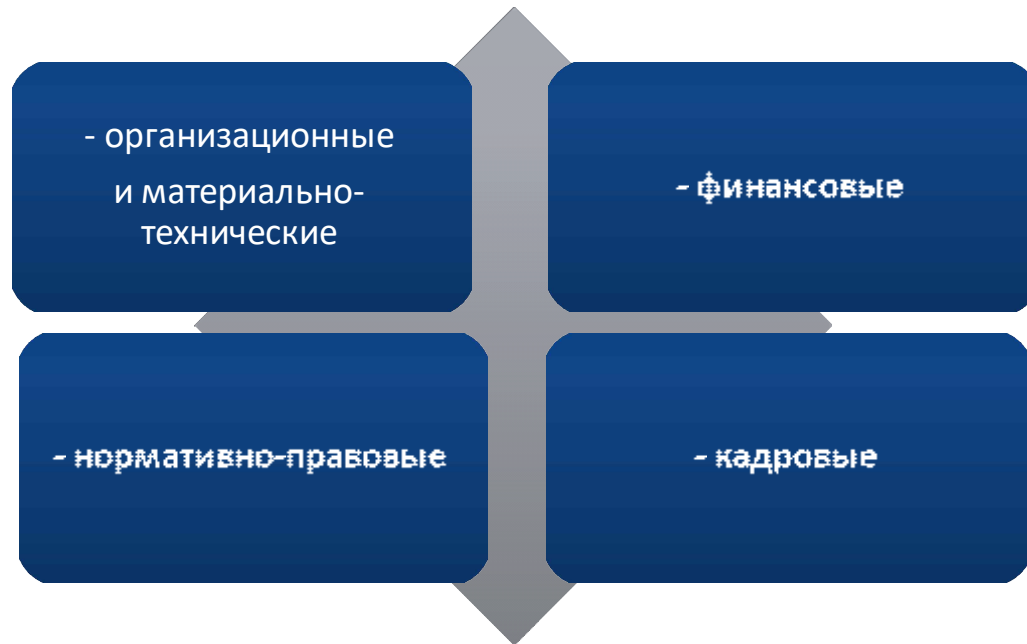 - организационные
и материально-
технические
- финансовые
- нормативно-правовые
- кадровые